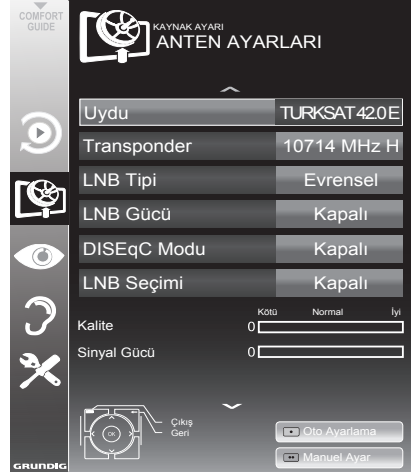 COMFORT
GUIDE
KAYNAK AYARI
ANTEN AYARLARI
Uydu TURKSAT 42.0 E
Transponder 10714 MHz H
LNB Tipi Evrensel
LNB Gücü Kapalı
DISEqC Modu Kapalı
LNB Seçimi Kapalı
Kötü Normal İyi
Kalite 0
Sinyal Gücü 0
OK
Çıkış
Geri
Oto Ayarlama
Manuel Ayar
GRUNDIG